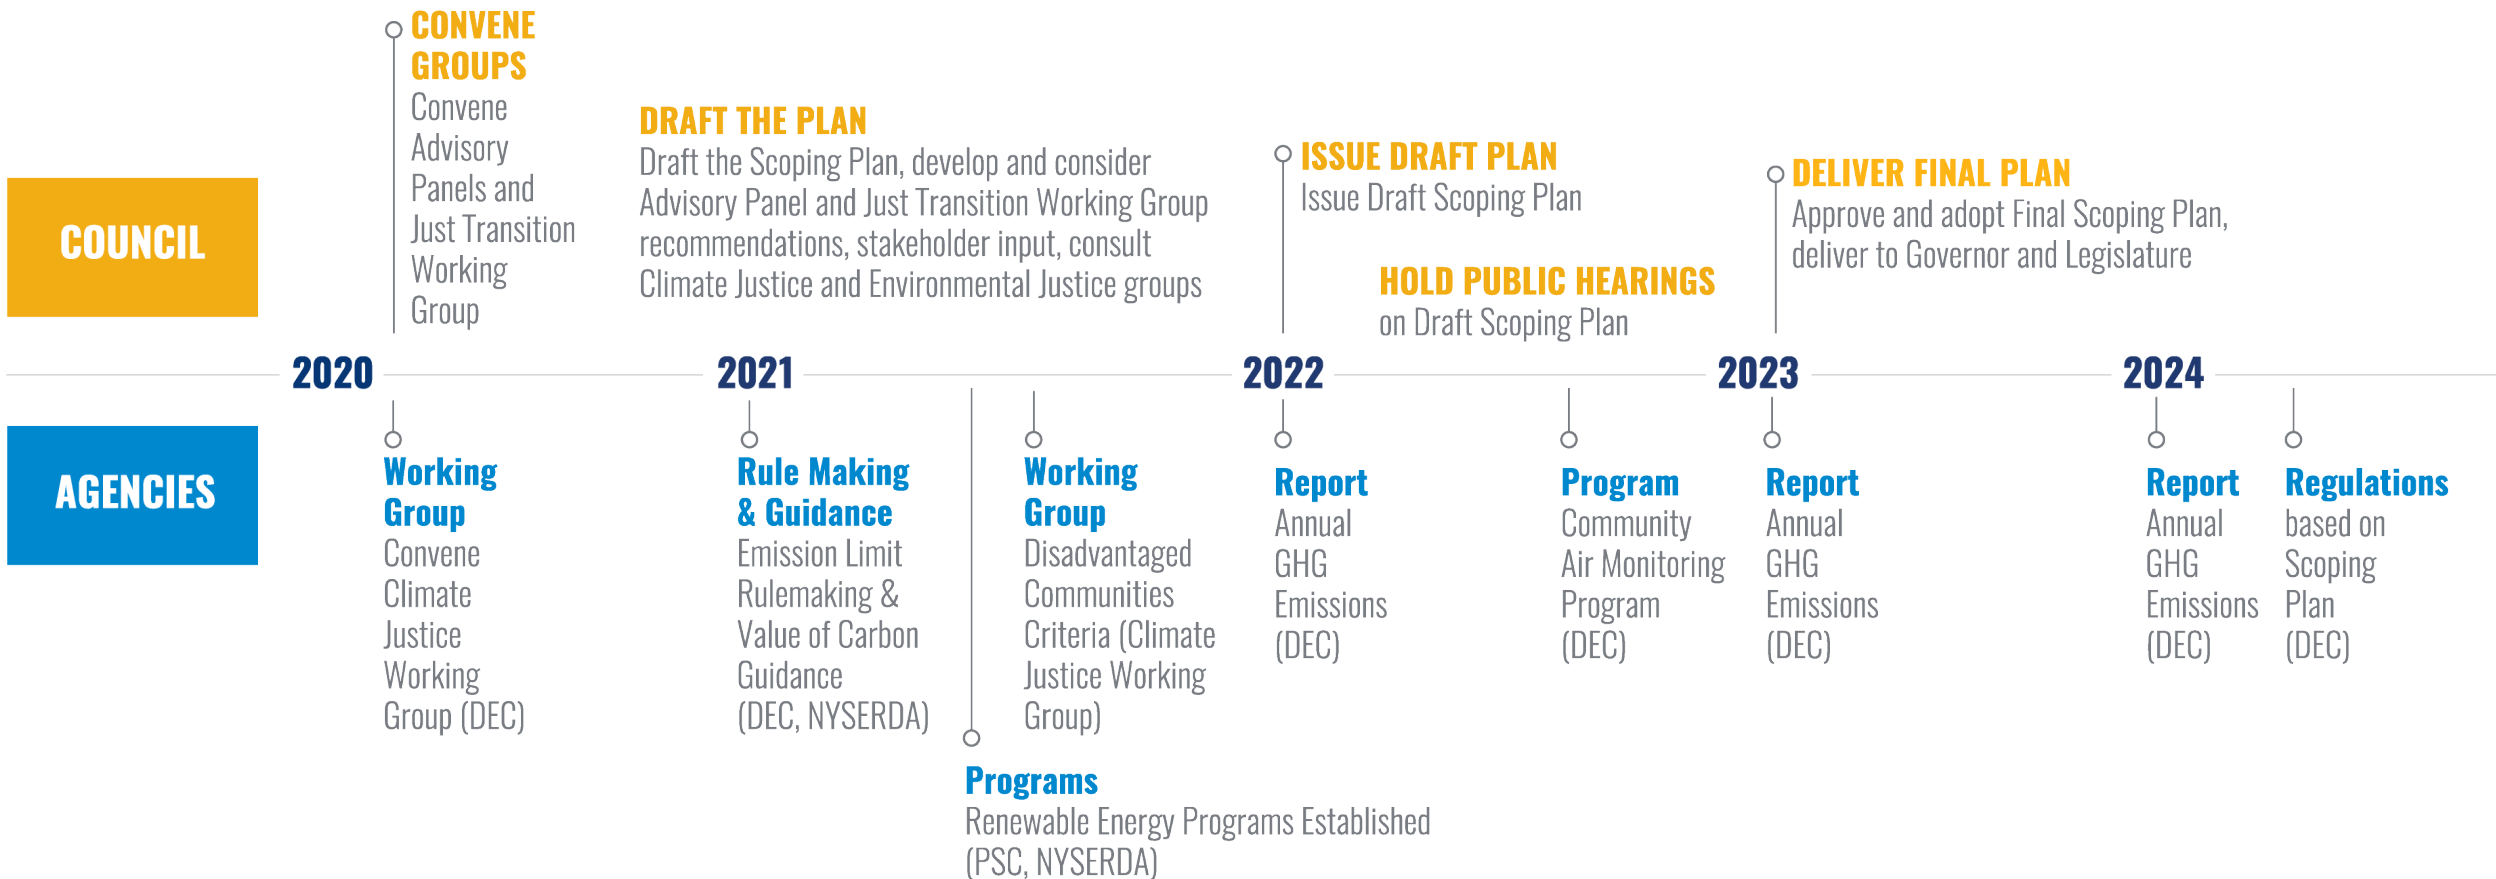 CONVENE
GROUPS
Convene
Advisory
Panels and
Just Transition
Working
Group
DRAFT THE PLAN
Draft the Scoping Plan, develop and consider
Advisory Panel and Just Transition Working Group
recommendations, stakeholder input, consult
Climate Justice and Environmental Justice groups
ISSUE DRAFT PLAN
Issue Draft Scoping Plan
HOLD PUBLIC HEARINGS
on Draft Scoping Plan
DELIVER FINAL PLAN
Approve and adopt Final Scoping Plan,
deliver to Governor and Legislature
COUNCIL
2020
2021
2022
2023
2024
AGENCIES
Working
Group
Convene
Climate
Justice
Working
Group (DEC)
Rule Making
& Guidance
Emission Limit
Rulemaking &
Value of Carbon
Guidance
(DEC, NYSERDA)
Programs
Renewable Energy Programs Established
(PSC, NYSERDA)
Working
Group
Disadvantaged
Communities
Criteria (Climate
Justice Working
Group)
Report
Annual
GHG
Emissions
(DEC)
Program
Community
Air Monitoring
Program
(DEC)
Report
Annual
GHG
Emissions
(DEC)
Report
Annual
GHG
Emissions
(DEC)
Regulations
based on
Scoping
Plan
(DEC)